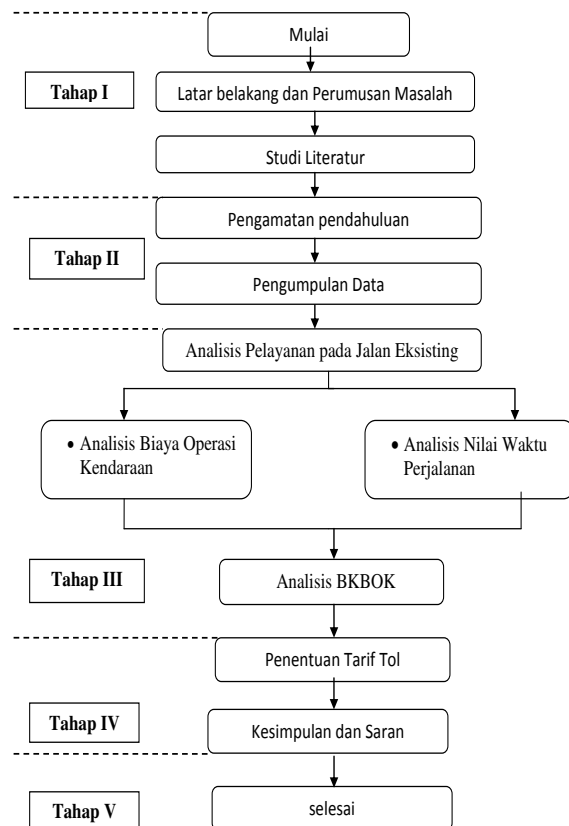 Mulai
Tahap I
Latar belakang dan Perumusan Masalah
Studi Literatur
Pengamatan pendahuluan
Tahap II
Pengumpulan Data
Analisis Pelayanan pada Jalan Eksisting
• Analisis Biaya Operasi
Kendaraan
• Analisis Nilai Waktu
Perjalanan
Tahap III
Analisis BKBOK
Penentuan Tarif Tol
Tahap IV
Kesimpulan dan Saran
selesai
Tahap V